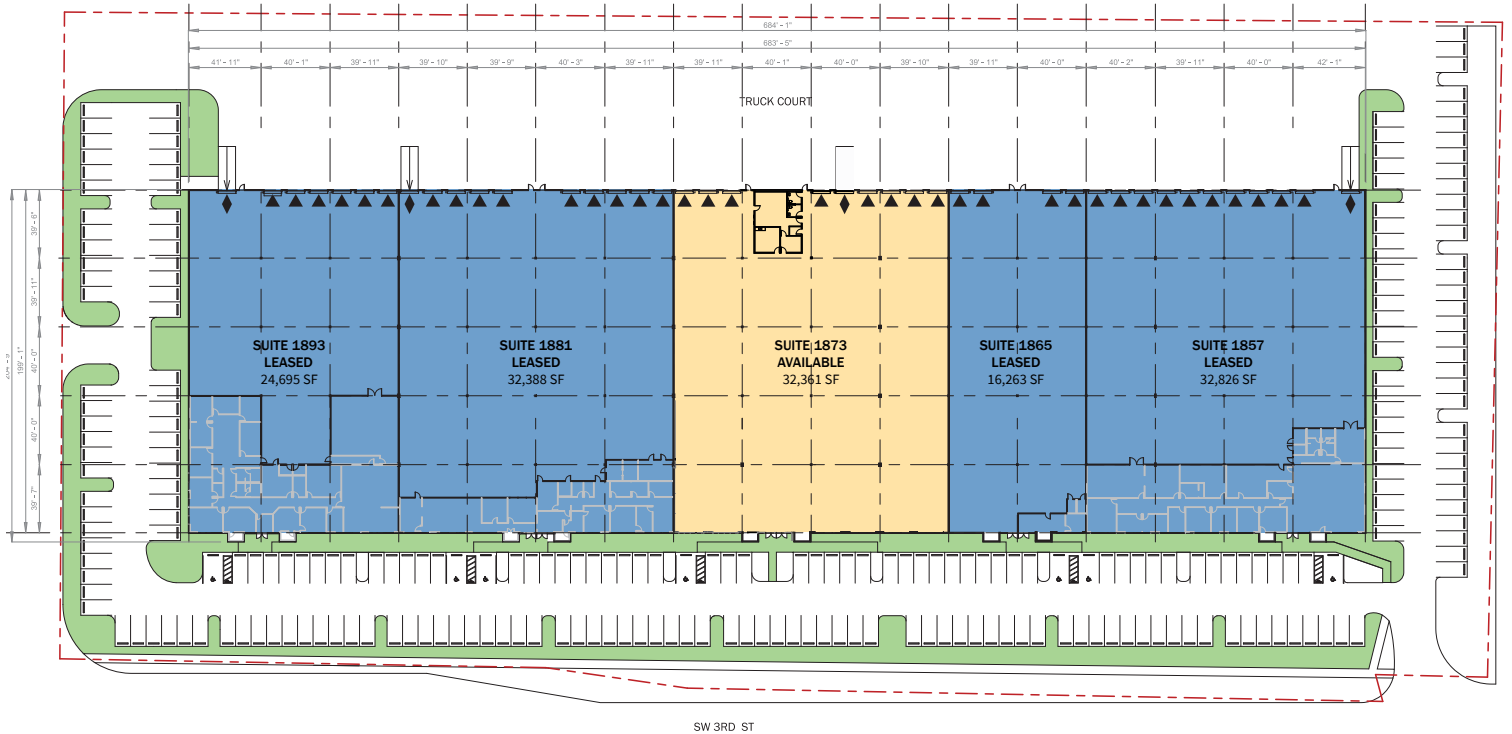 684' - 1"
683' - 5"
41' - 11" 40' - 1" 39' - 11" 39' - 10" 39' - 9" 40' - 3" 39' - 11" 39' - 11" 40' - 1" 40' - 0" 39' - 10" 39' - 11" 40' - 0" 40' - 2" 39' - 11" 40' - 0" 42' - 1"
TRUCK COURT
39' - 6"
39' - 11"
40' - 0"
40' - 0"
39' - 7"
199' - 1"
SUITE 1893
LEASED
24,695 SF
SUITE 1881
LEASED
32,388 SF
SUITE 1873
AVAILABLE
32,361 SF
SUITE 1865
LEASED
16,263 SF
SUITE 1857
LEASED
32,826 SF
SW 3RD ST